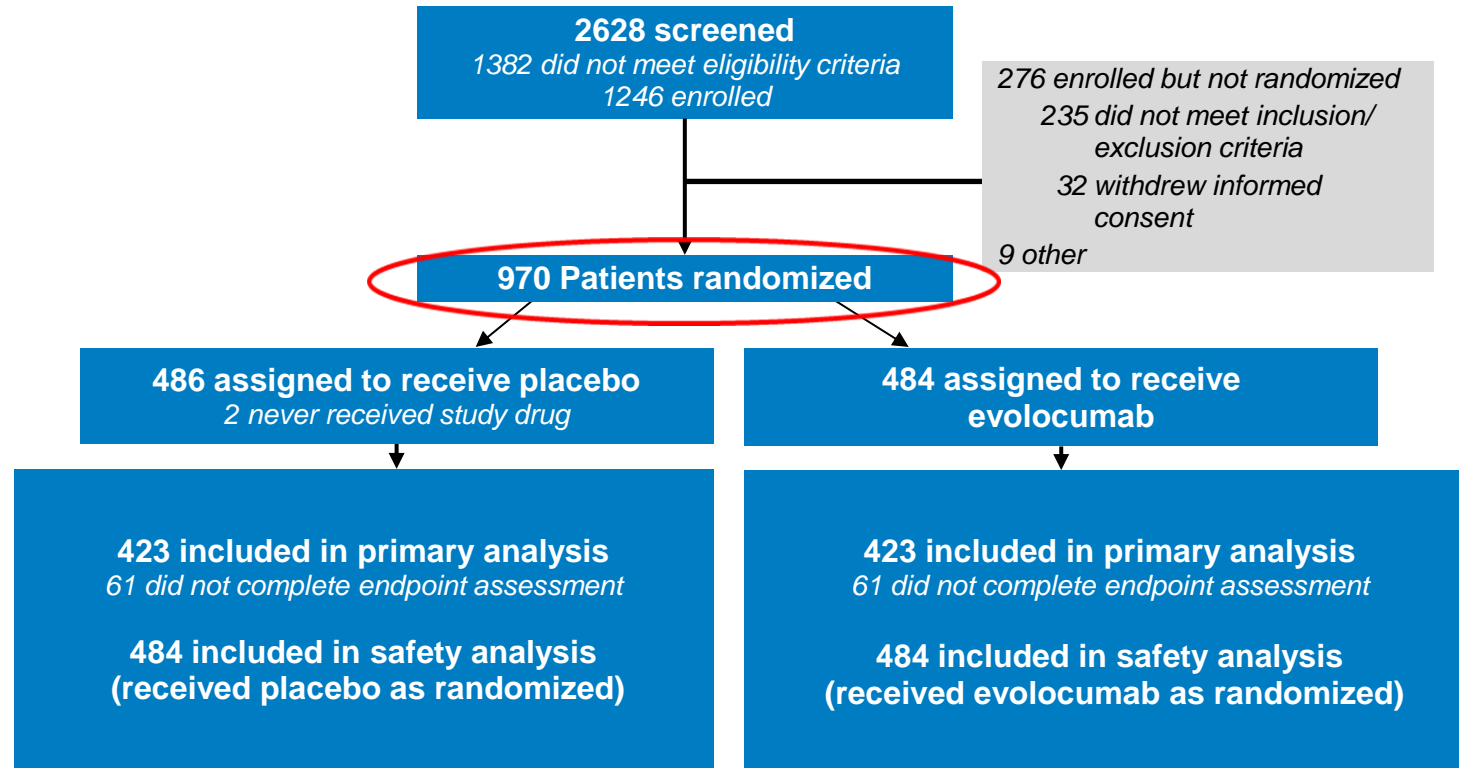 2628 screened
1382 did not meet eligibility criteria
1246 enrolled
276 enrolled but not randomized
235 did not meet inclusion/
exclusion criteria
32 withdrew informed
consent
9 other
970 Patients randomized
486 assigned to receive placebo
2 never received study drug
484 assigned to receive
evolocumab
423 included in primary analysis
61 did not complete endpoint assessment
484 included in safety analysis
(received placebo as randomized)
423 included in primary analysis
61 did not complete endpoint assessment
484 included in safety analysis
(received evolocumab as randomized)